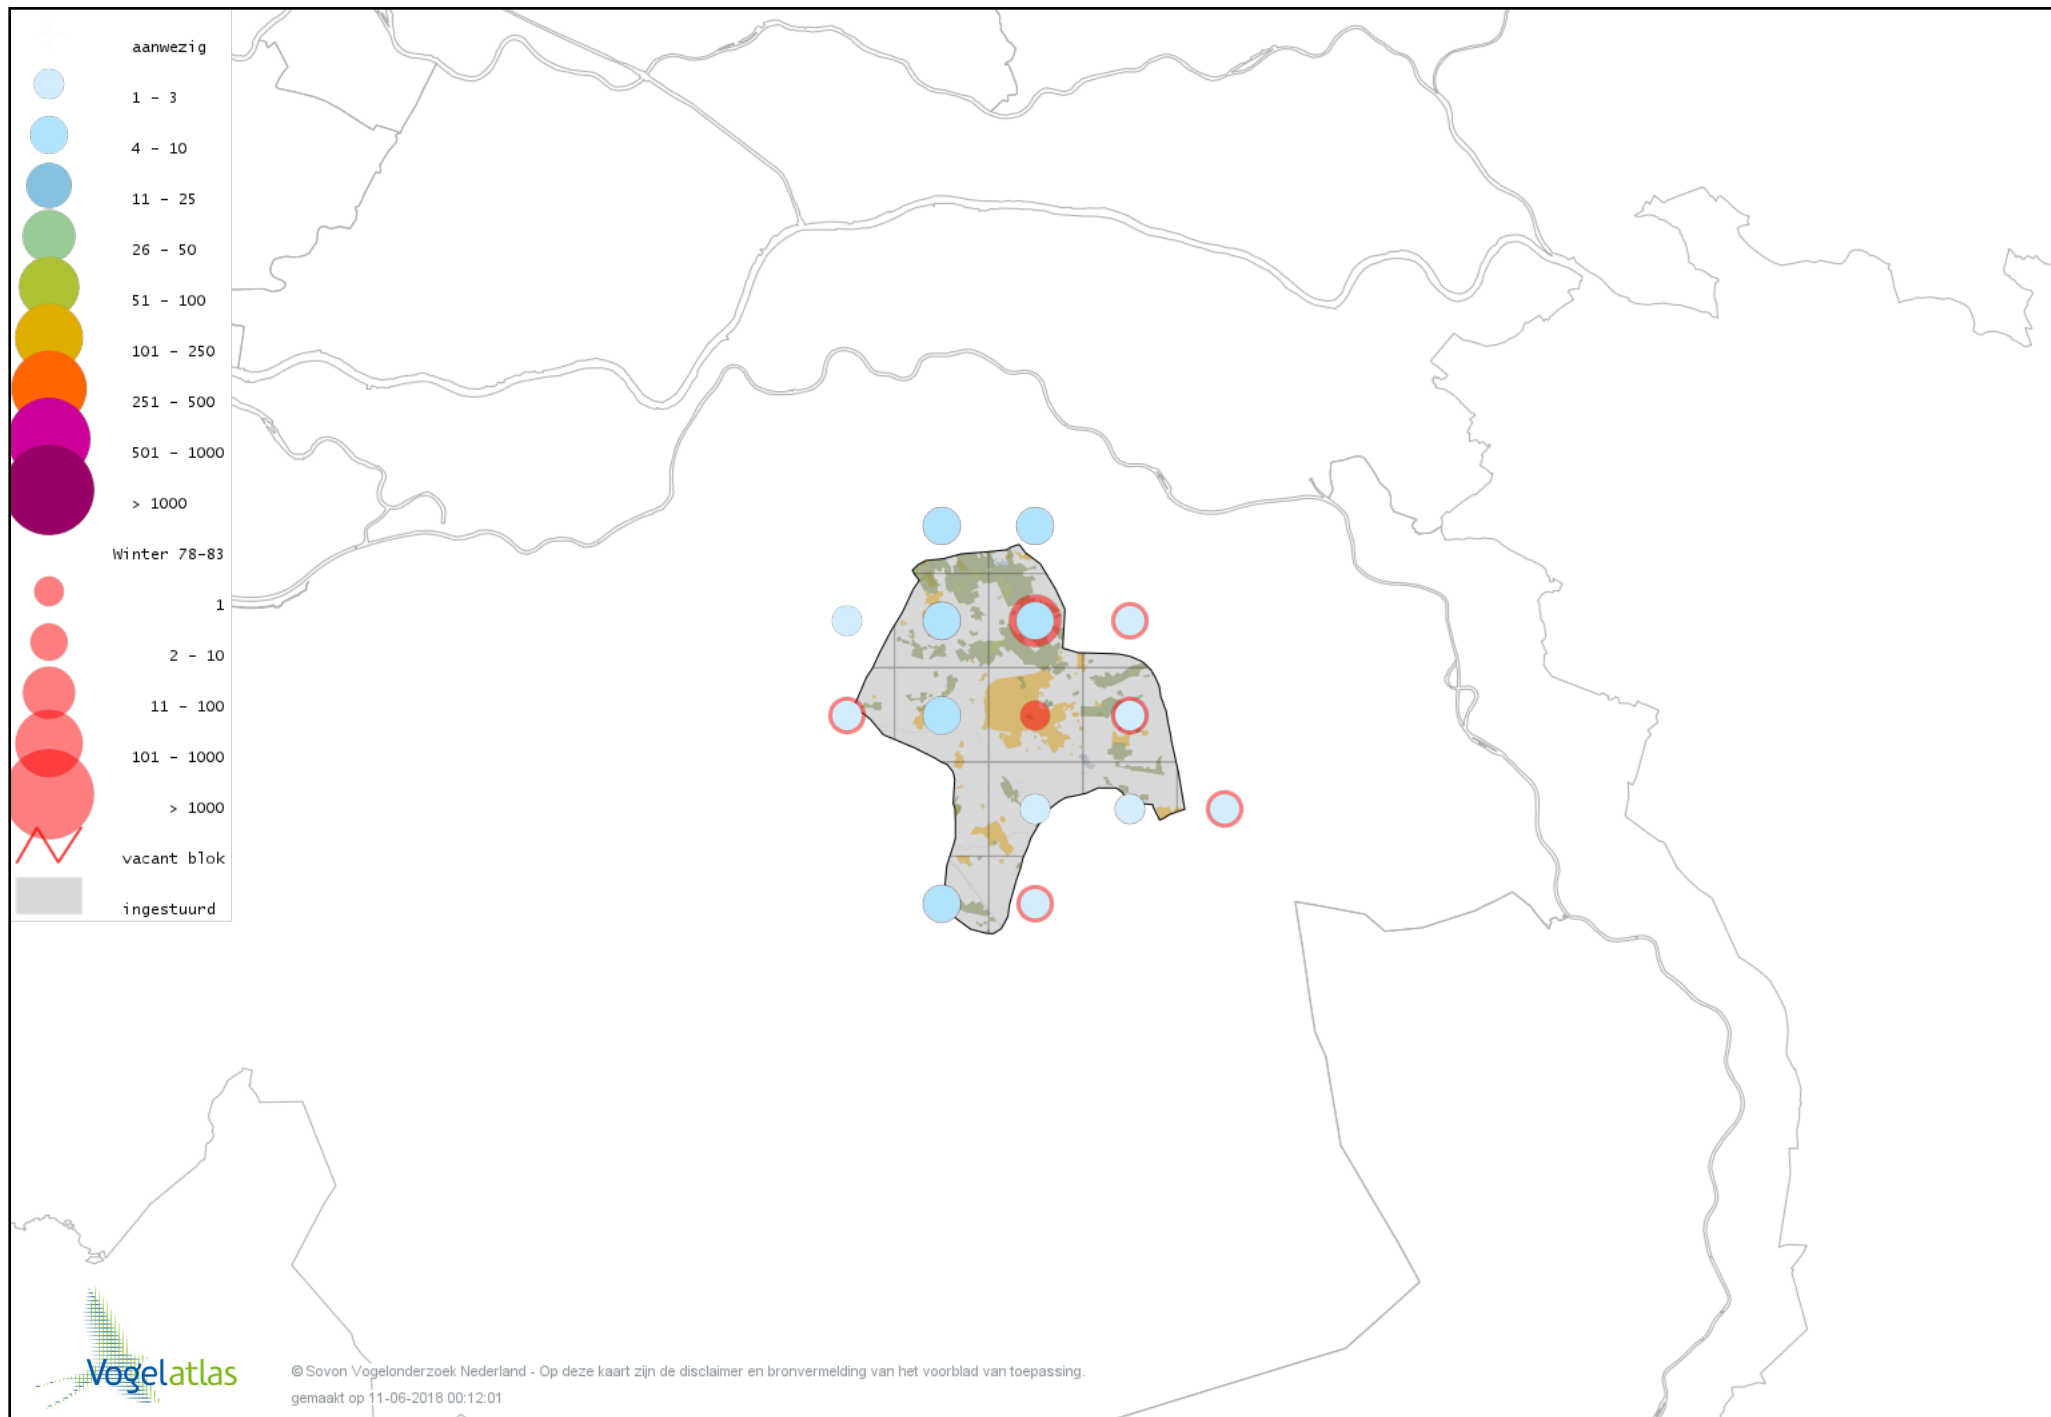 aanwezig
1 - 3
4 - 10
11 - 25
26 - 50
51 - 100
101 - 250
251 - 500
501 - 1000
> 1000
Winter 78-83
1
2 - 10
11 - 100
101 - 1000
> 1000
vacant blok
ingestuurd
Vogelatlas
© Sovon Vogelonderzoek Nederland - Op deze kaart zijn de disclaimer en bronvermelding van het voorblad van toepassing.
gemaakt op 11-06-2018 00:12:01